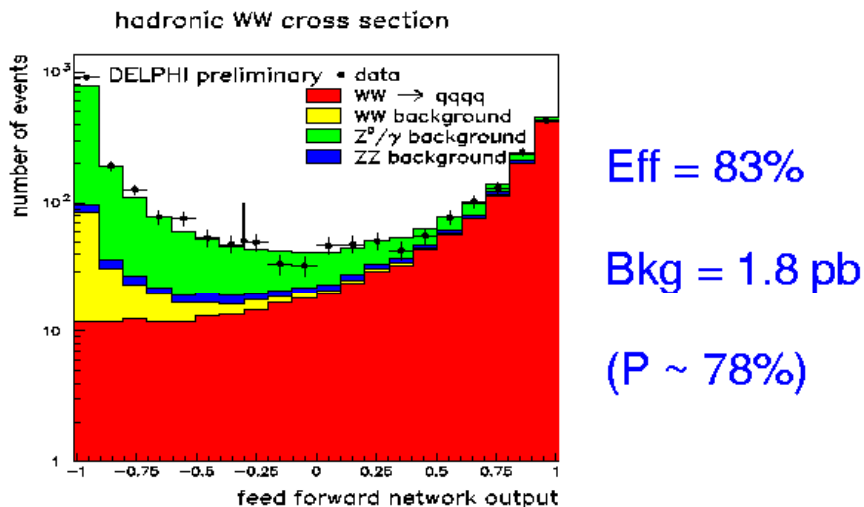 hadronic WW cross section
number of events
10³
10²
10
1
DELPHI preliminary
data
WW → qqqq
WW background
Z⁰/γ background
ZZ background
-1 -0.75 -0.5 -0.25 0 0.25 0.5 0.75 1
feed forward network output
Eff = 83%
Bkg = 1.8 pb
(P ~ 78%)